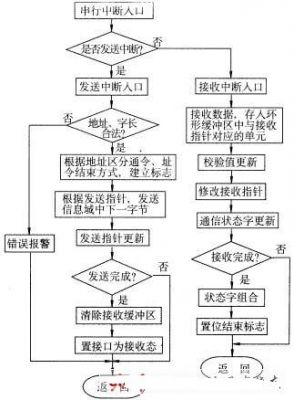 串行中断入口
是否发送中断?
否
是
发送中断入口
地址、字长
合法?
否
是
根据地址区分通令、址
令结束方式，建立标志
根据发送指针，发送
信息域中下一字节
发送指针更新
错误报警
发送完成?
否
是
清除接收缓冲区
置接口为接收态
返
接收中断入口
接收数据，存入环
形缓冲区中与接收
指针对应的单元
校验值更新
修改接收指针
通信状态字更新
接收完成?
否
是
状态字组合
置位结束标志
返 回